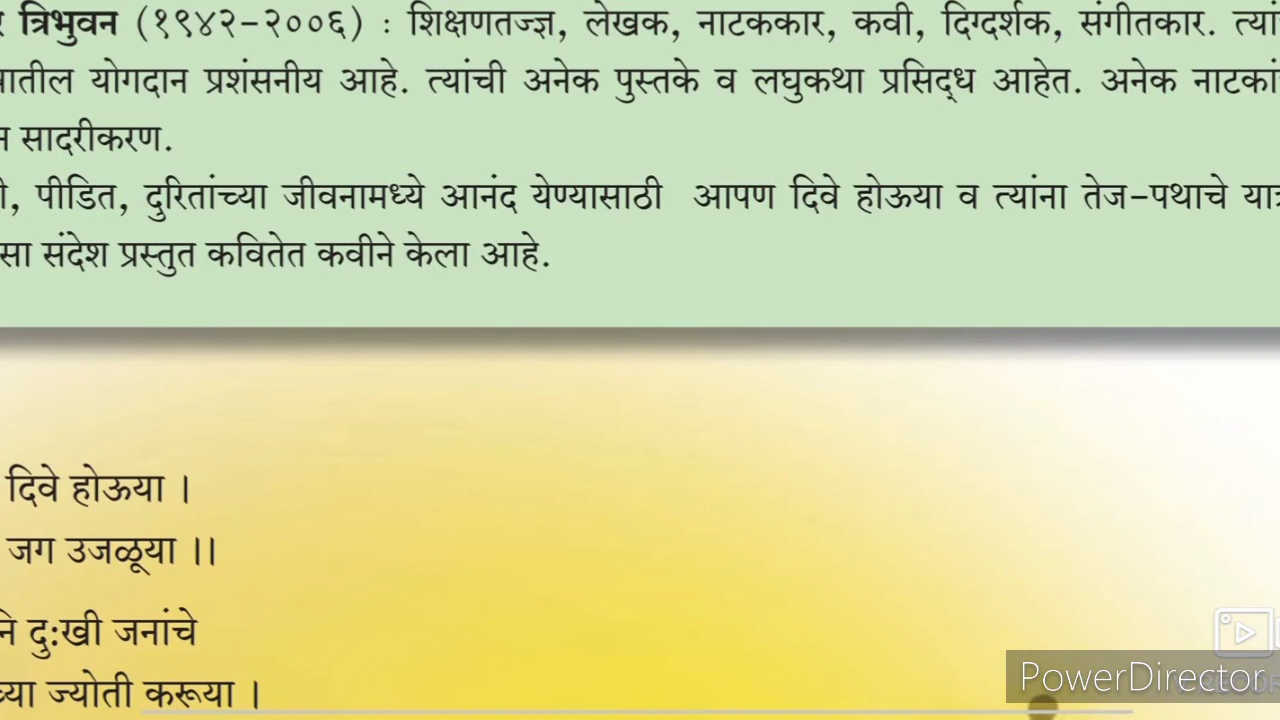 त्रिभुवन (१९४२-२००६) : शिक्षणतज्ज्ञ, लेखक, नाटककार, कवी, दिग्दर्शक, संगीतकार.
योगदान प्रशंसनीय आहे. त्यांची अनेक पुस्तके व लघुकथा प्रसिद्ध आहेत. अनेक
सादरीकरण.
पीडित, दुरितांच्या जीवनामध्ये आनंद येण्यासाठी आपण दिवे होऊया व त्यांना तेज-पथाचे
संदेश प्रस्तुत कवितेत कवीने केला आहे.
दिवे होऊया ।
जग उजळूया ।।
दुःखी जनांचे
ज्योती करूया ।
PowerDirector